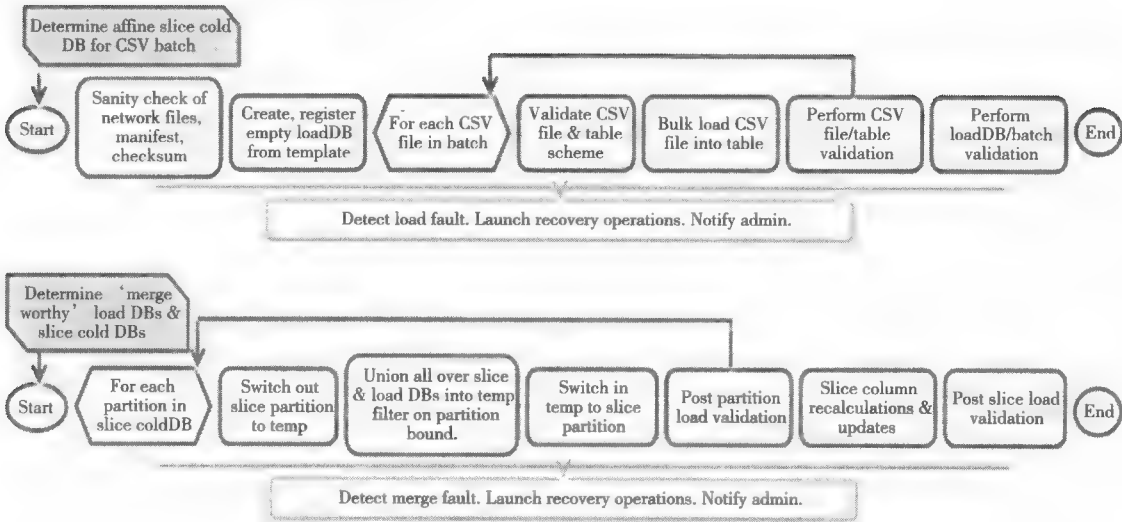 Determine affine slice cold
DB for CSV batch
Start
Sanity check of
network files,
manifest,
checksum
Create, register
empty loadDB
from template
For each CSV
file in batch
Validate CSV
file & table
scheme
Bulk load CSV
file into table
Perform CSV
file/table
validation
Perform
loadDB/batch
validation
End
Detect load fault. Launch recovery operations. Notify admin.
Determine ‘merge
worthy’ load DBs &
slice cold DBs
Start
For each
partition in
slice coldDB
Switch out
slice partition
to temp
Union all over slice
& load DBs into temp
filter on partition
bound.
Switch in
temp to slice
partition
Post partition
load validation
Slice column
recalculations &
updates
Post slice load
validation
End
Detect merge fault. Launch recovery operations. Notify admin.